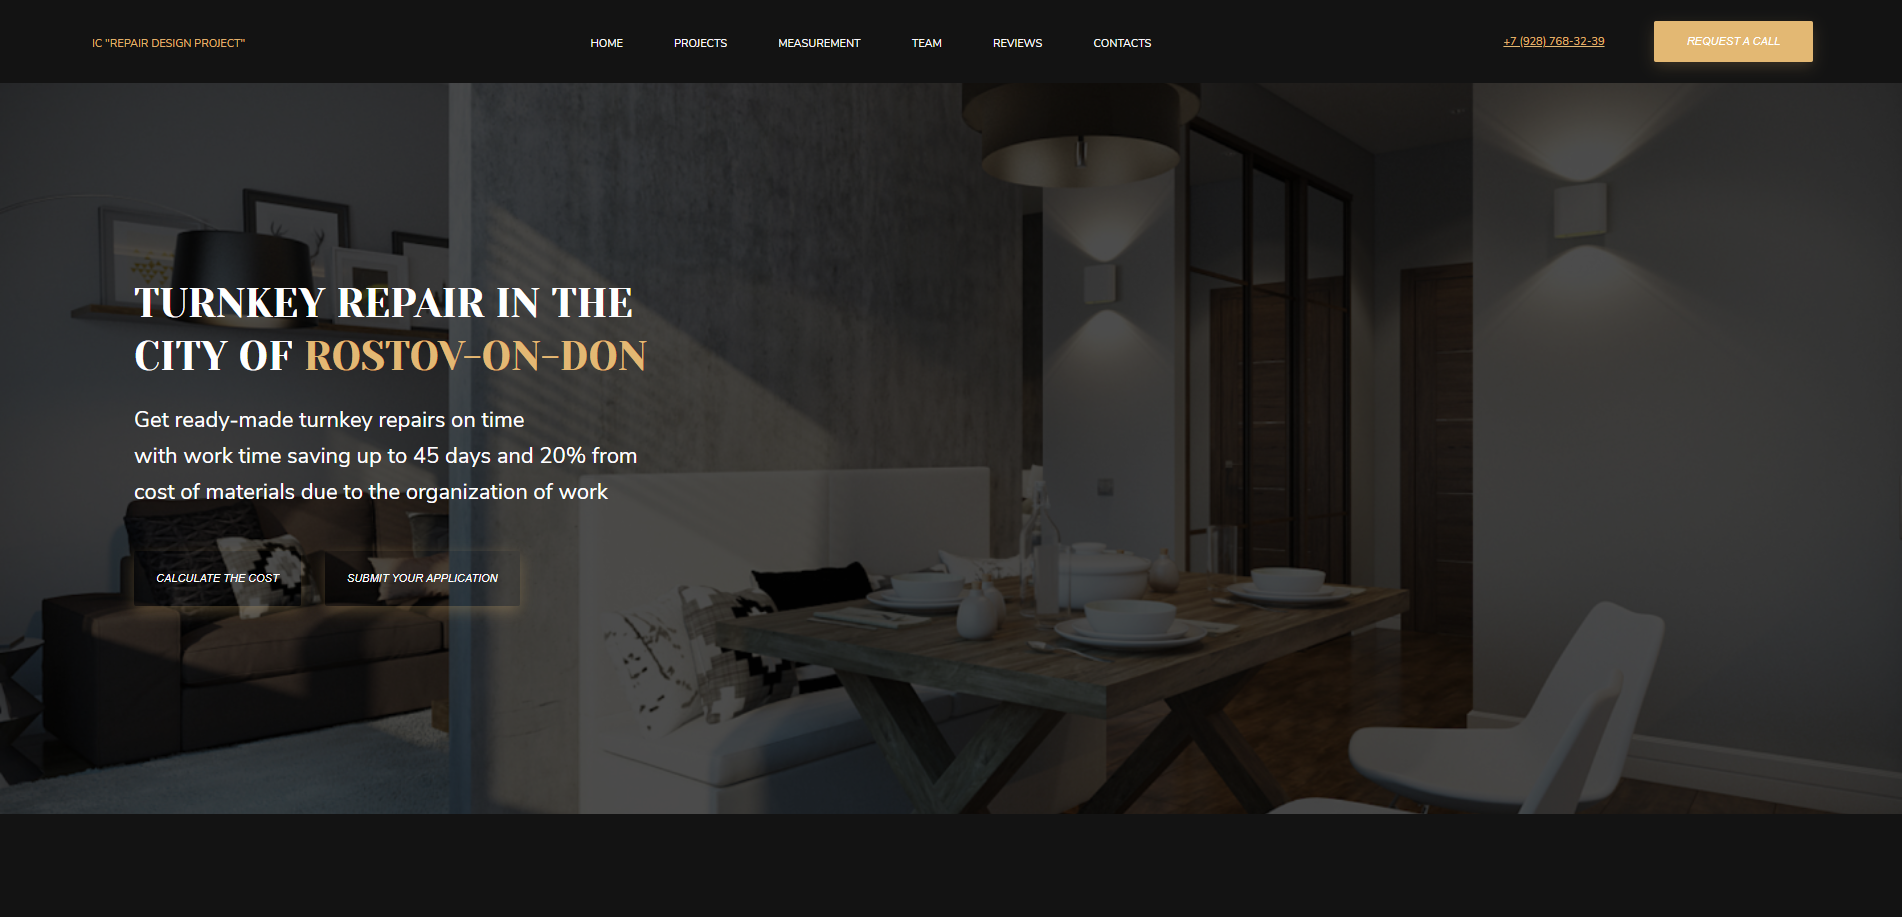 IC "REPAIR DESIGN PROJECT"
HOME PROJECTS MEASUREMENT TEAM REVIEWS CONTACTS
+7 (928) 768-32-39
REQUEST A CALL
TURNKEY REPAIR IN THE
CITY OF ROSTOV-ON-DON
Get ready-made turnkey repairs on time
with work time saving up to 45 days and 20% from
cost of materials due to the organization of work
CALCULATE THE COST
SUBMIT YOUR APPLICATION